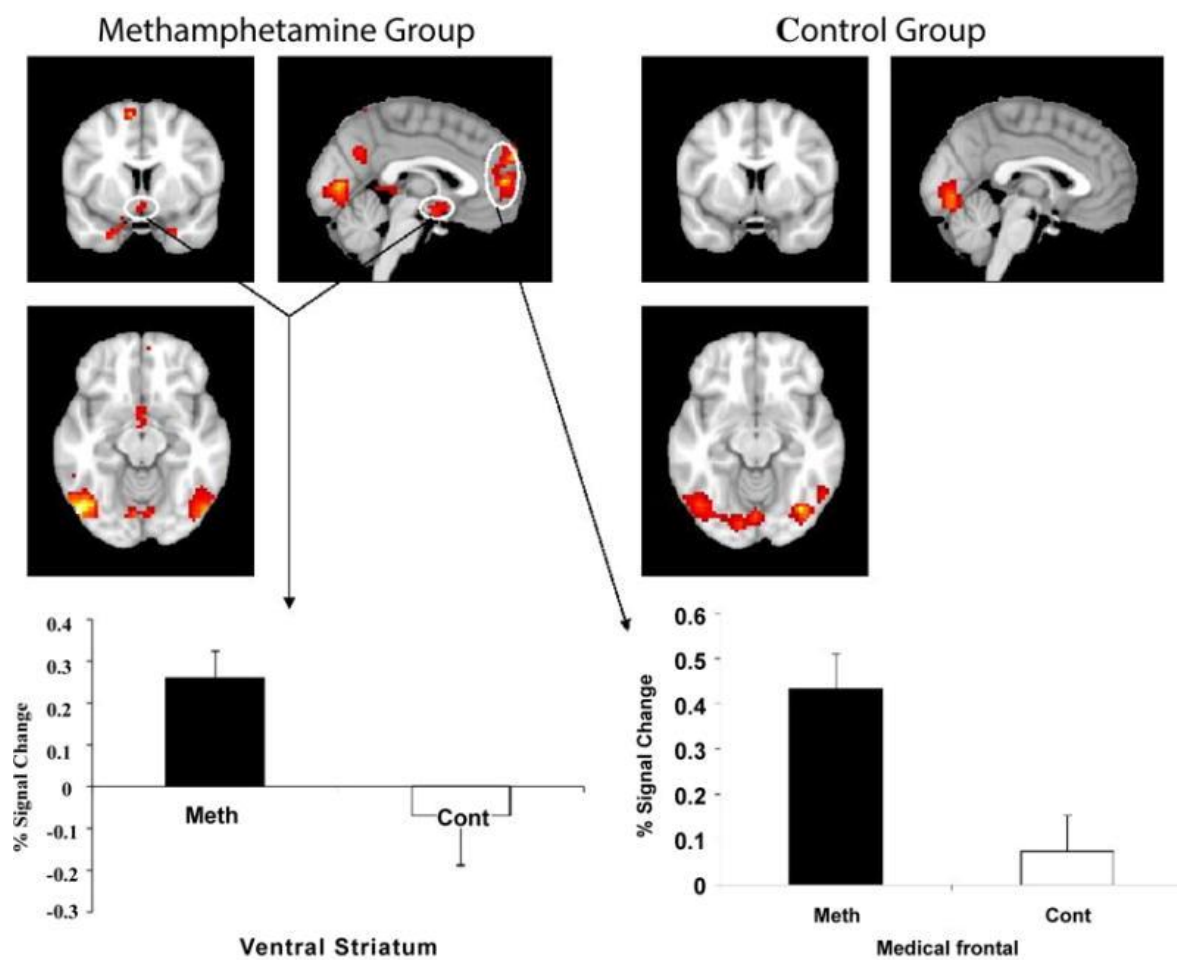 Methamphetamine Group
Control Group
0.4
0.3
0.2
0.1
0
-0.1
-0.2
-0.3
% Signal Change
Meth
Cont
Ventral Striatum
0.6
0.5
0.4
0.3
0.2
0.1
0
% Signal Change
Meth
Cont
Medical frontal